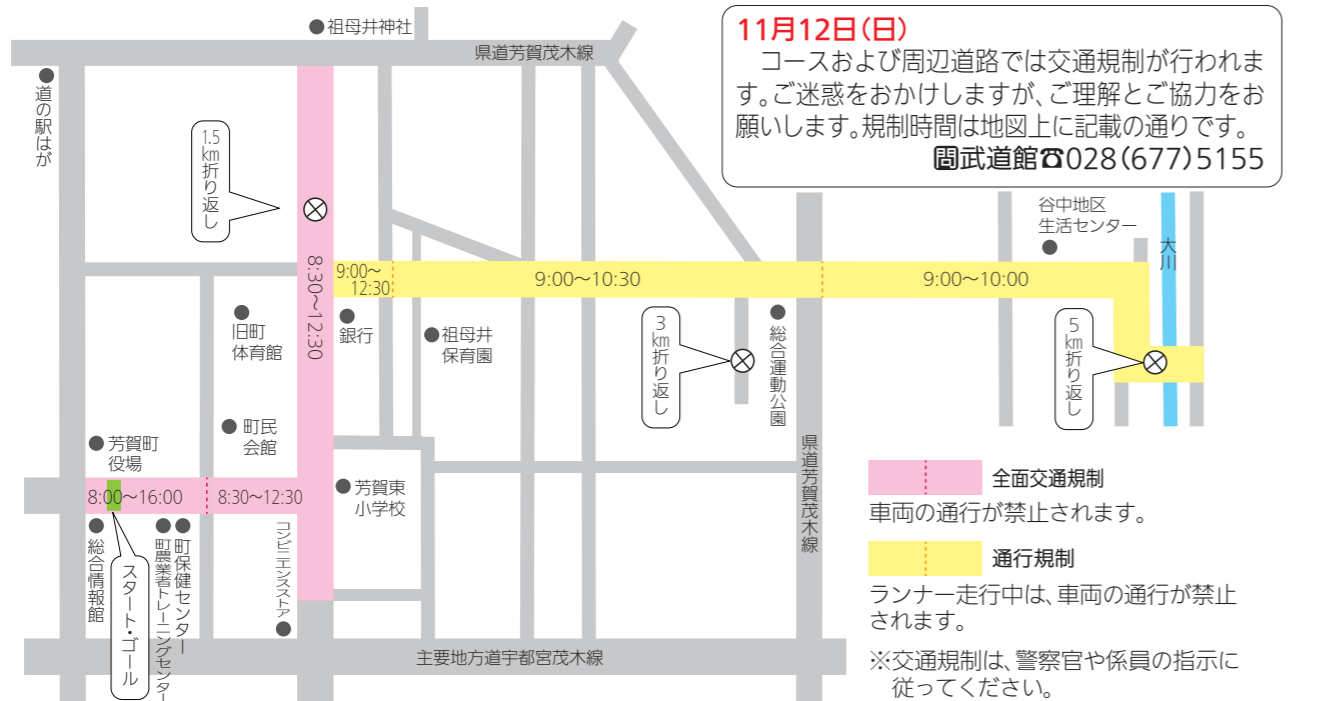 祖母井神社
県道芳賀茂木線
道の駅はが
11月12日(日)
　コースおよび周辺道路では交通規制が行われま
す。ご迷惑をおかけしますが、ご理解とご協力をお
願いします。規制時間は地図上に記載の通りです。
問武道館☎028(677)5155
1.5km折り返し
8:30〜12:30
9:00〜
12:30
9:00〜10:30
9:00〜10:00
谷中地区
生活センター
大川
旧町
体育館
銀行
祖母井
保育園
3km折り返し
総合運動公園
5km折り返し
町民
会館
芳賀町
役場
8:00〜16:00
8:30〜12:30
芳賀東
小学校
県道芳賀茂木線
総合情報館
スタート・ゴール
町農業者トレーニングセンター
町保健センター
コンビニエンスストア
主要地方道宇都宮茂木線
全面交通規制
車両の通行が禁止されます。
通行規制
ランナー走行中は、車両の通行が禁止
されます。
※交通規制は、警察官や係員の指示に
従ってください。